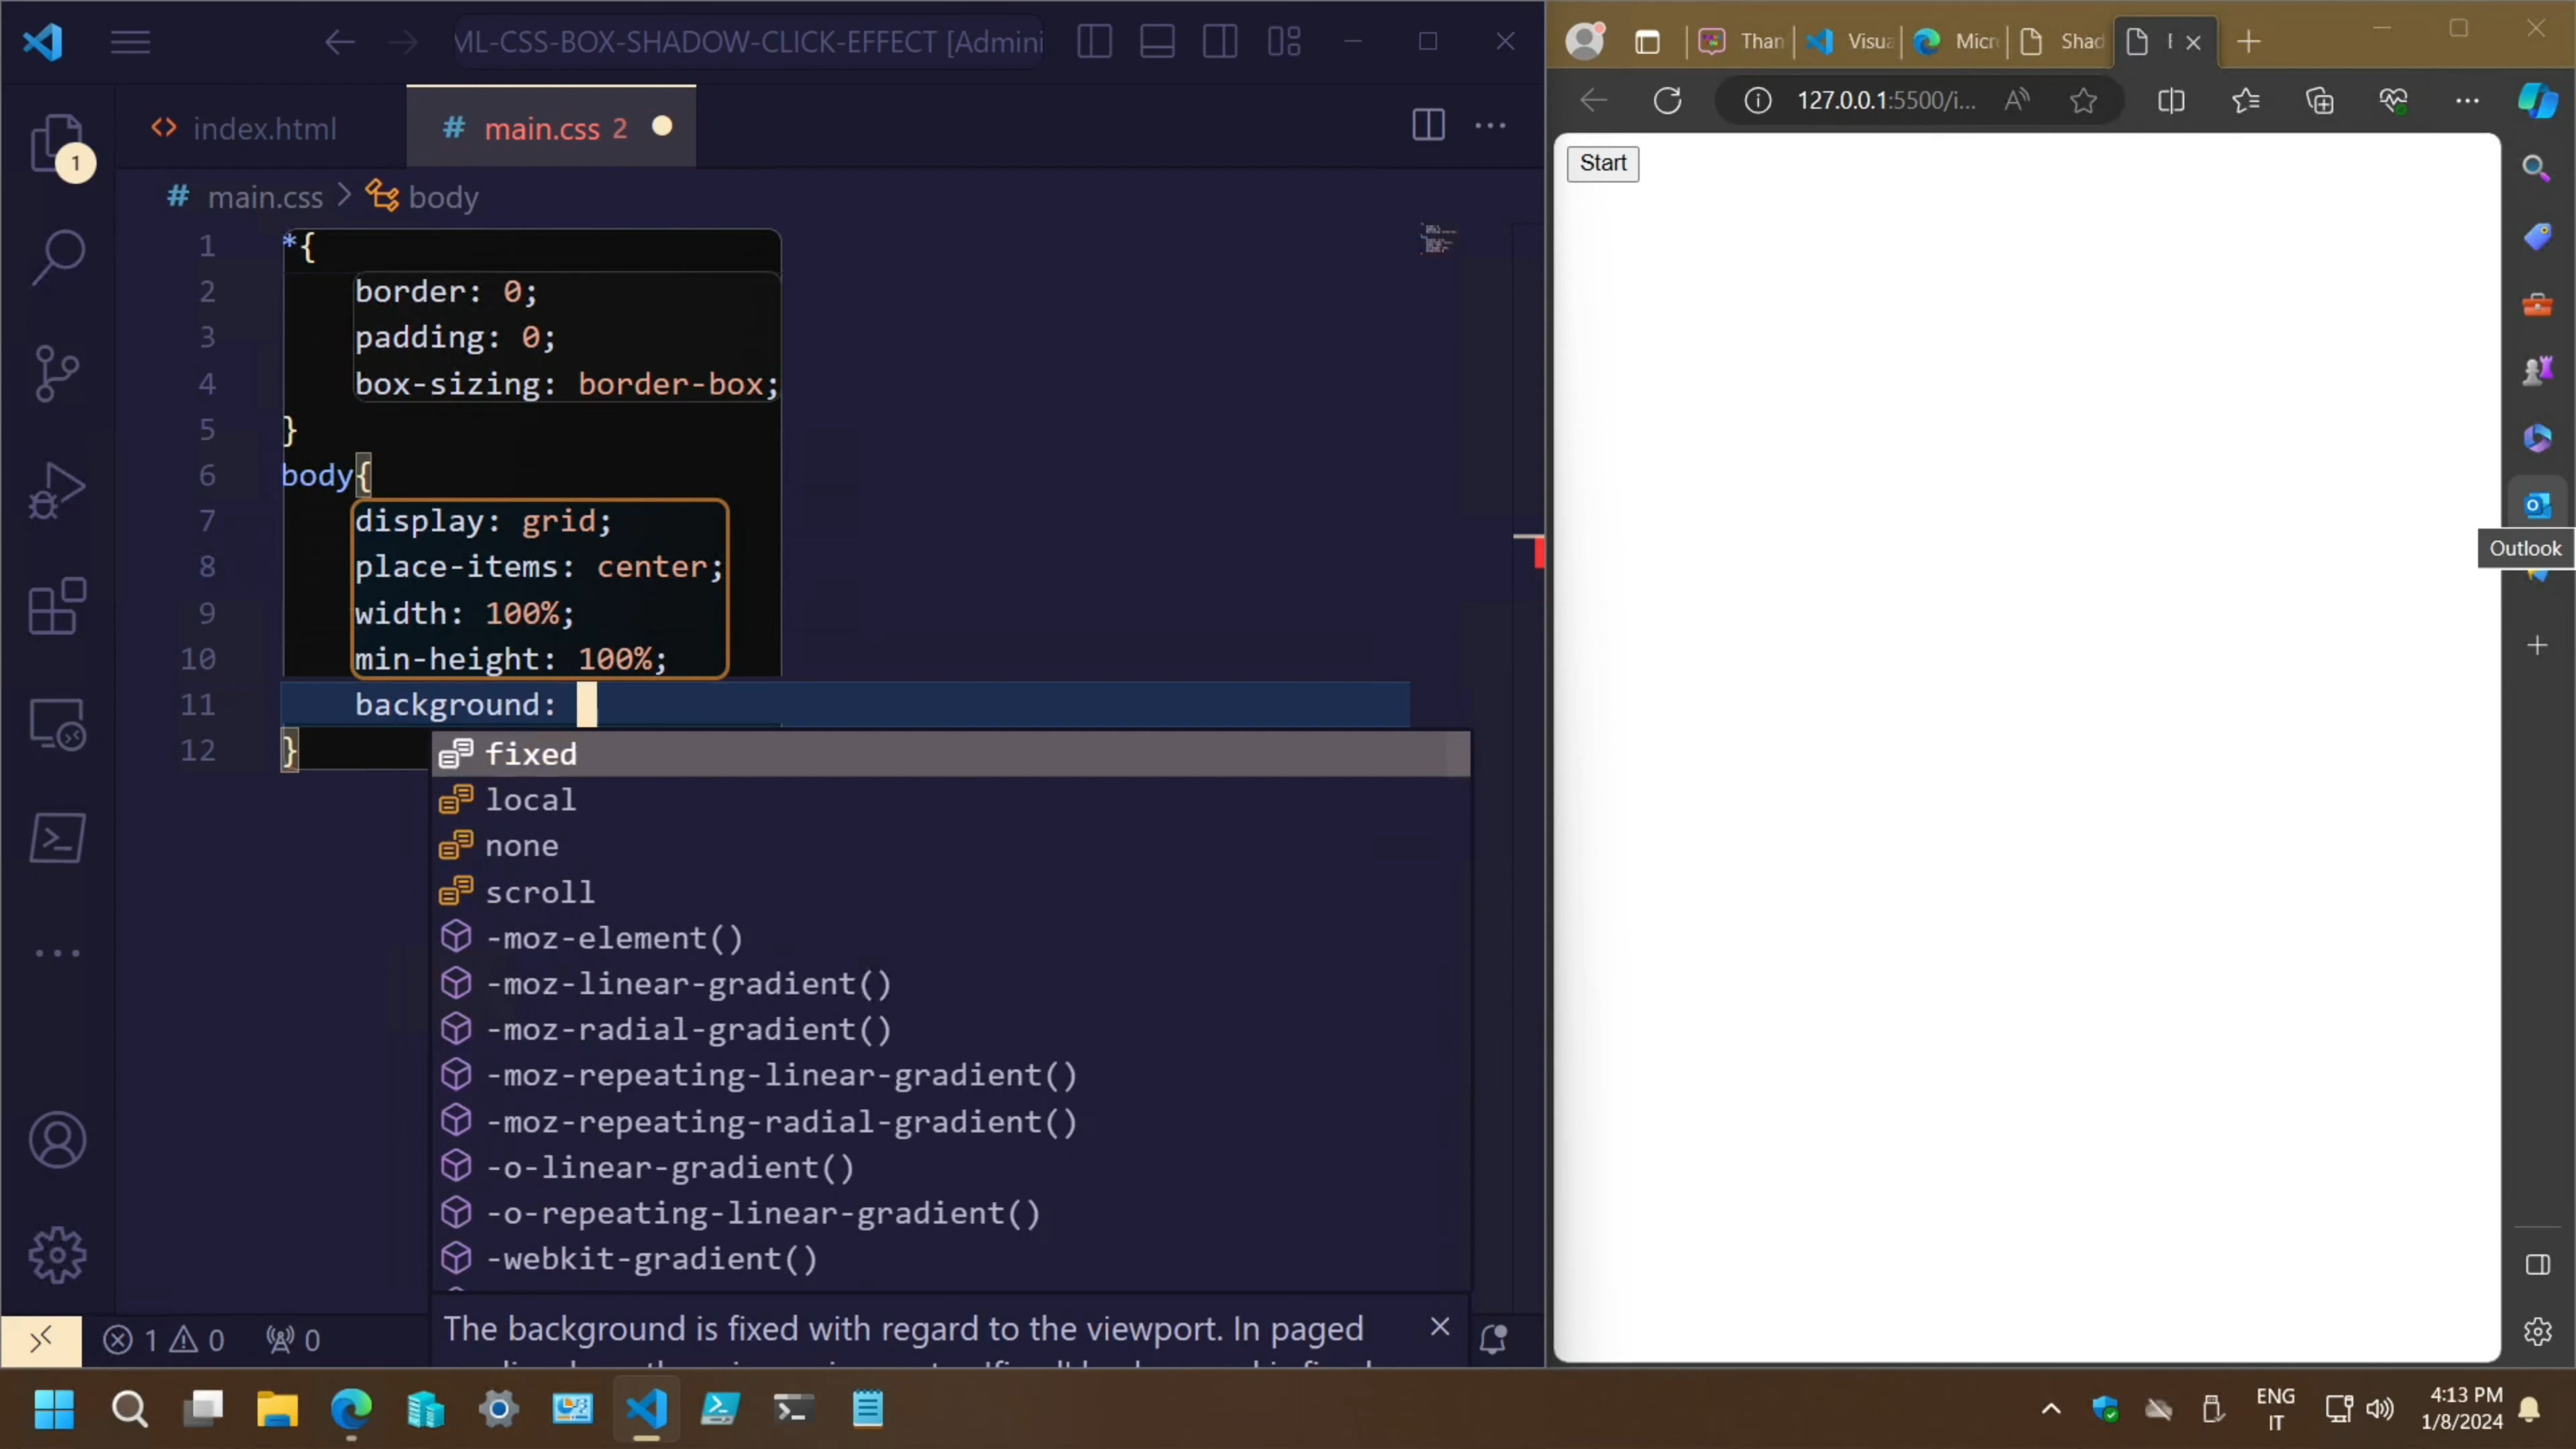 ML-CSS-BOX-SHADOW-CLICK-EFFECT [Admini
index.html
# main.css 2
# main.css > body
1 *{
2 border: 0;
3 padding: 0;
4 box-sizing: border-box;
5 }
6 body{
7 display: grid;
8 place-items: center;
9 width: 100%;
10 min-height: 100%;
11 background:
12 }
fixed
local
none
scroll
-moz-element()
-moz-linear-gradient()
-moz-radial-gradient()
-moz-repeating-linear-gradient()
-moz-repeating-radial-gradient()
-o-linear-gradient()
-o-repeating-linear-gradient()
-webkit-gradient()
The background is fixed with regard to the viewport. In paged
1
1 0 0
Than
Visua
Micr
Shad
127.0.0.1:5500/i...
Start
Outlook
ENG
IT
4:13 PM
1/8/2024